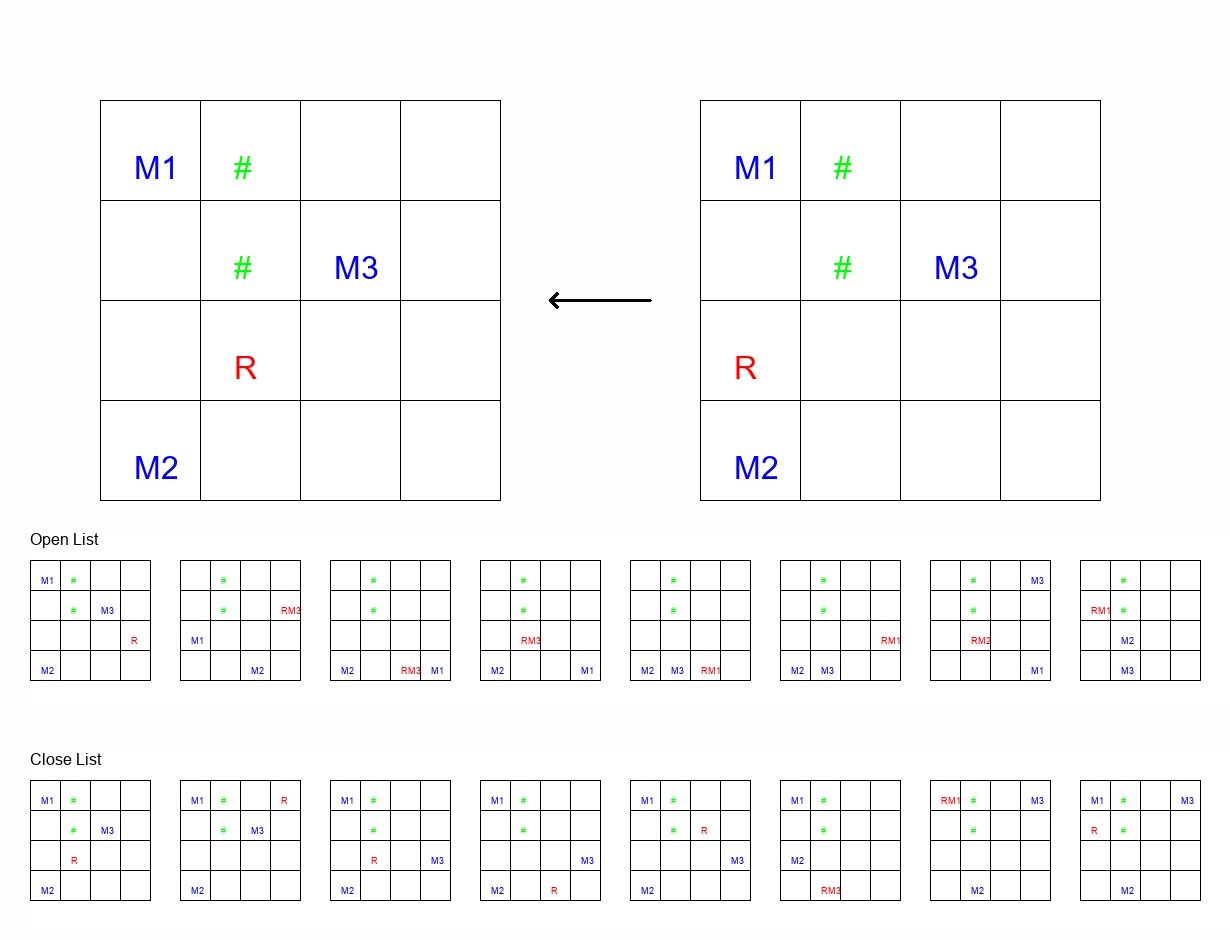 M1 # M1 #
# M3 # M3
R R
M2 M2
Open List
M1 # # # # # # # M3 #
# M3 # RM3 # # # # # RM1 #
R M1 RM3 RM1 RM2 M2
M2 M2 M2 RM3 M1 M2 M1 M2 M3 RM1 M2 M3 M1 M3
Close List
M1 # M1 # R M1 # M1 # M1 # M1 # RM1 # M3 M1 # M3
# M3 # M3 # # # R # # R #
R R M3 M3 M3 M2
M2 M2 M2 M2 R M2 RM3 M2 M2